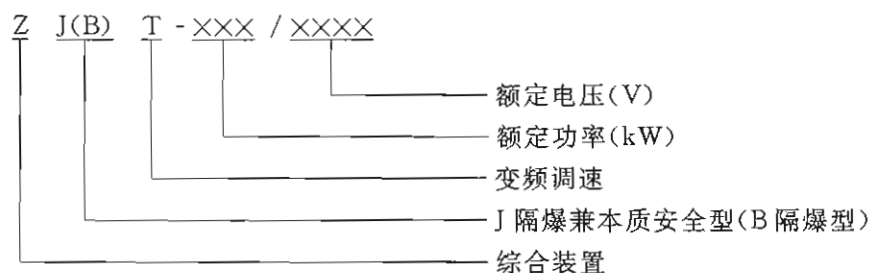 Z J(B) T-××× / ××××
额定电压(V)
额定功率(kW)
变频调速
J 隔爆兼本质安全型(B 隔爆型)
综合装置